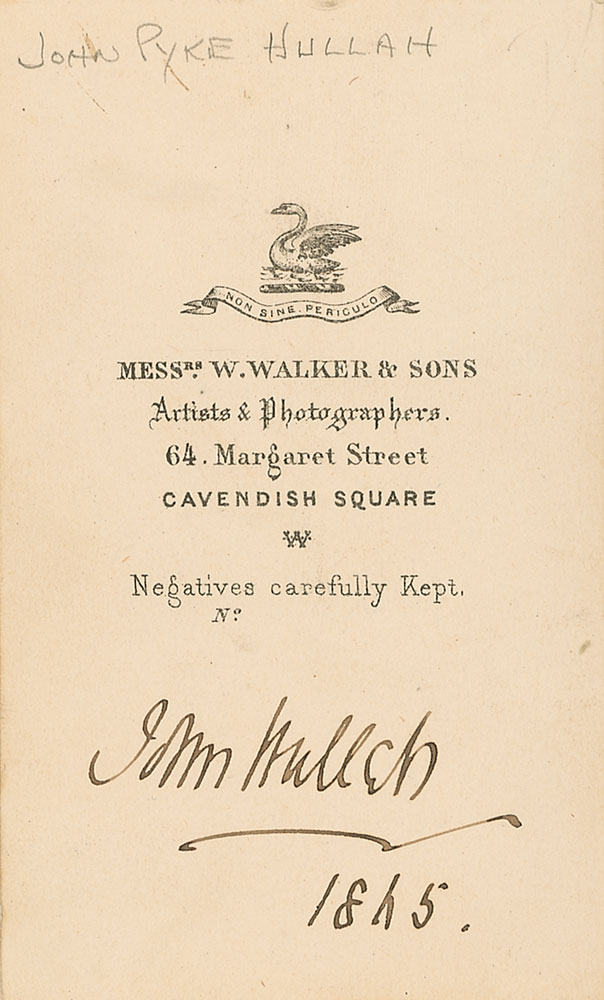 JOHN PYKE HULLAH
NON SINE PERICULO
MESSRS. W. WALKER & SONS
Artists & Photographers.
64. Margaret Street
CAVENDISH SQUARE
W.
Negatives carefully Kept.
No.
John Hullah
1865.